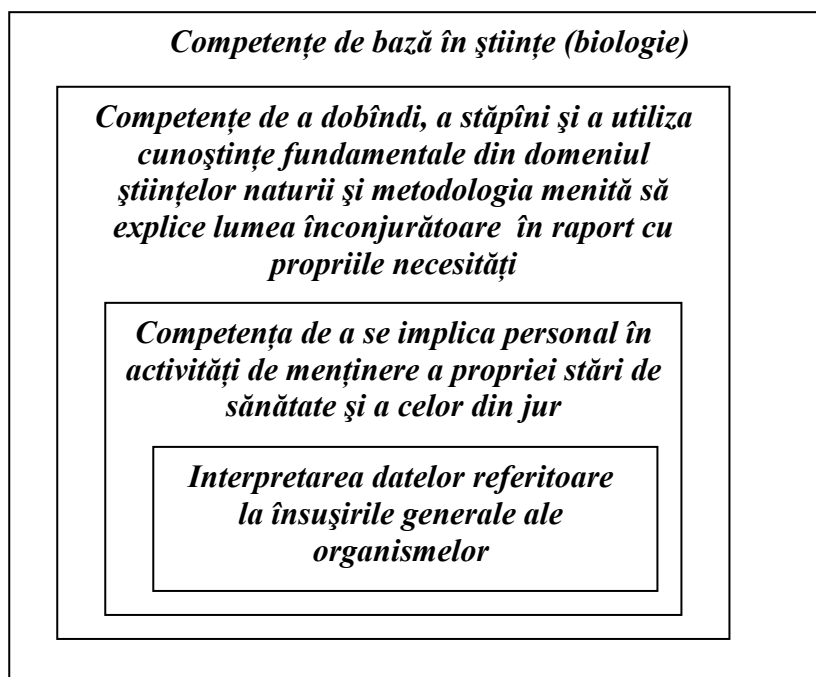 Competențe de bază în ştiințe (biologie)
Competențe de a dobîndi, a stăpîni şi a utiliza
cunoştințe fundamentale din domeniul
ştiințelor naturii şi metodologia menită să
explice lumea înconjurătoare în raport cu
propriile necesități
Competența de a se implica personal în
activități de menținere a propriei stări de
sănătate şi a celor din jur
Interpretarea datelor referitoare
la însuşirile generale ale
organismelor